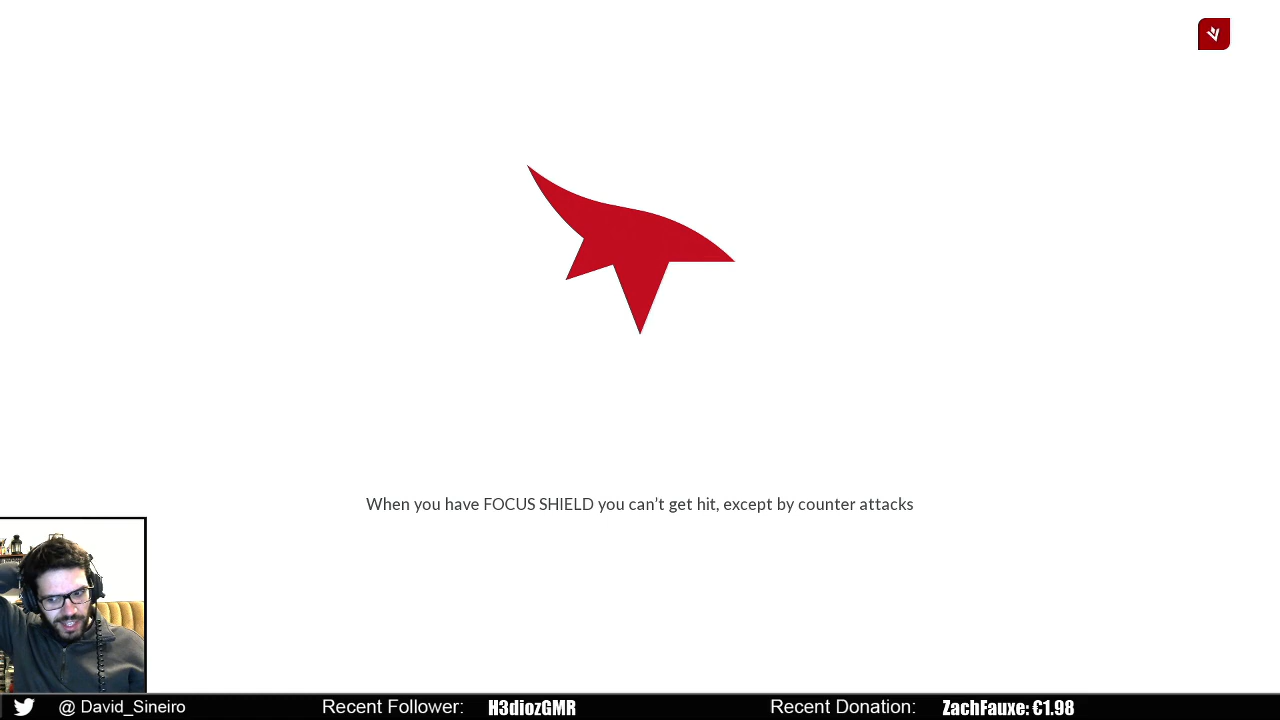 When you have FOCUS SHIELD you can’t get hit, except by counter attacks
@ David_Sineiro
Recent Follower: H3diozGMR
Recent Donation: ZachFauxe: €1.98